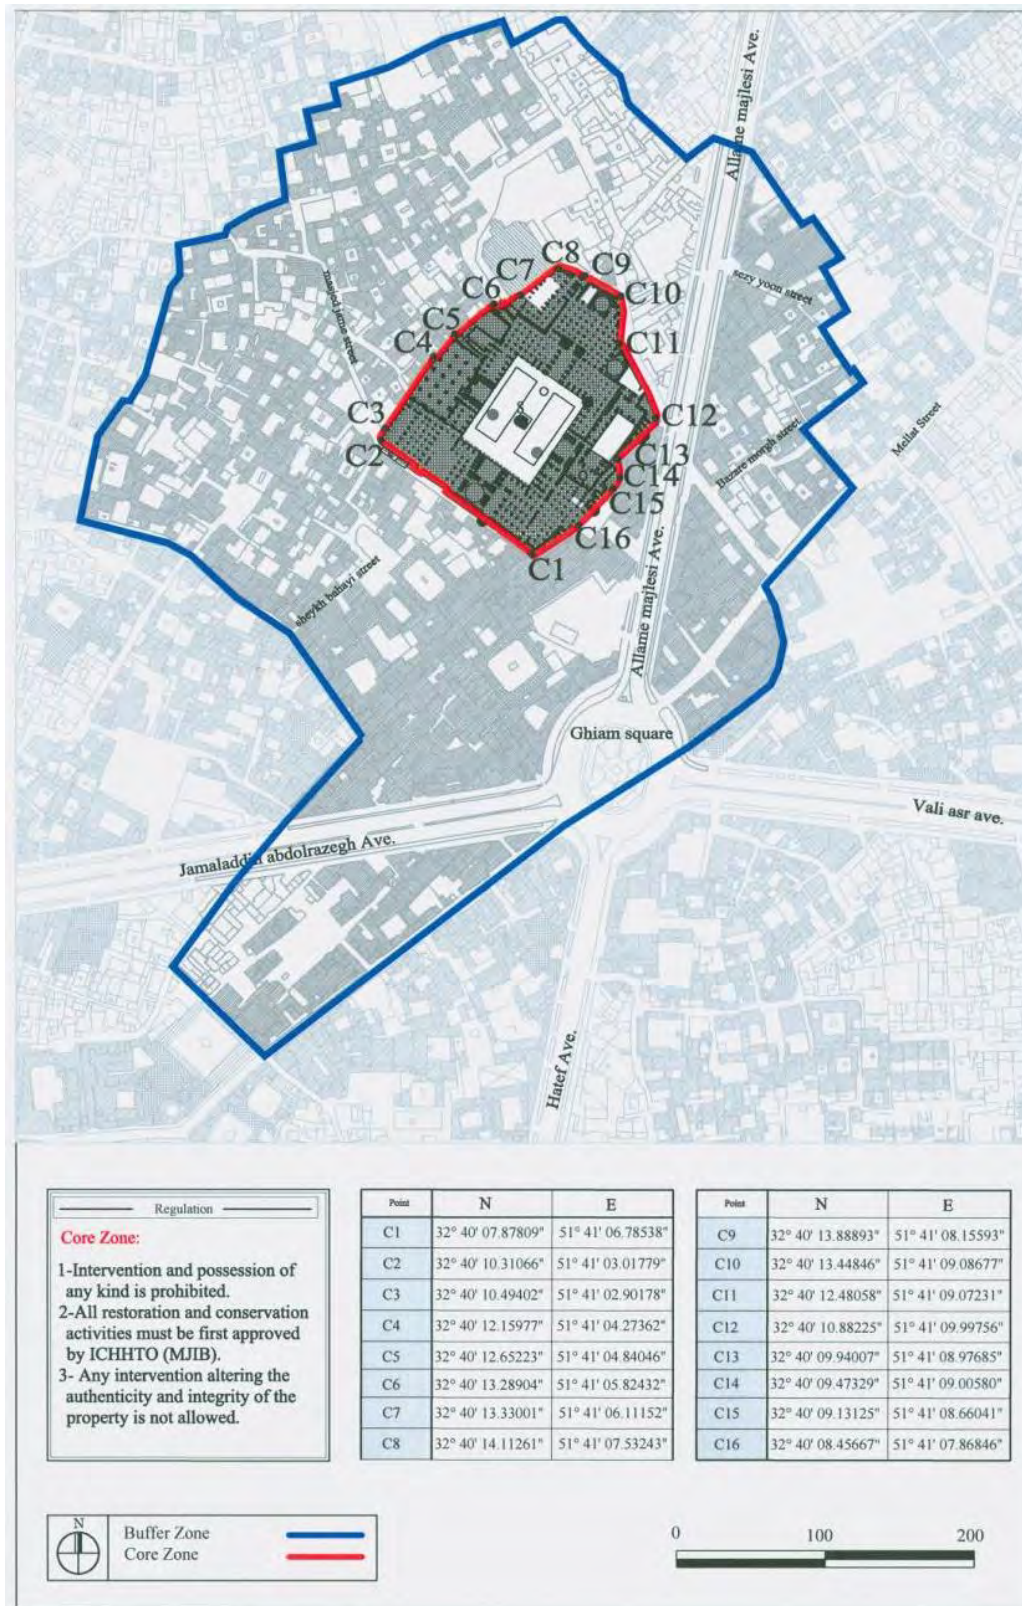 Allame majlesi Ave.
C8
C9
C7
C6
C10
sezy yoon street
masjed jame street
C5
C4
C11
C3
C12
Mellat Street
C2
C13
Bazare morgh street
C14
C15
C16
C1
sheykh bahayi street
Allame majlesi Ave.
Ghiam square
Vali asr ave.
Jamaladdin abdolrazegh Ave.
Hatef Ave.
Regulation
Core Zone:
1-Intervention and possession of
any kind is prohibited.
2-All restoration and conservation
activities must be first approved
by ICHHTO (MJIB).
3- Any intervention altering the
authenticity and integrity of the
property is not allowed.
Point N E
C1 32° 40' 07.87809" 51° 41' 06.78538"
C2 32° 40' 10.31066" 51° 41' 03.01779"
C3 32° 40' 10.49402" 51° 41' 02.90178"
C4 32° 40' 12.15977" 51° 41' 04.27362"
C5 32° 40' 12.65223" 51° 41' 04.84046"
C6 32° 40' 13.28904" 51° 41' 05.82432"
C7 32° 40' 13.33001" 51° 41' 06.11152"
C8 32° 40' 14.11261" 51° 41' 07.53243"
Point N E
C9 32° 40' 13.88893" 51° 41' 08.15593"
C10 32° 40' 13.44846" 51° 41' 09.08677"
C11 32° 40' 12.48058" 51° 41' 09.07231"
C12 32° 40' 10.88225" 51° 41' 09.99756"
C13 32° 40' 09.94007" 51° 41' 08.97685"
C14 32° 40' 09.47329" 51° 41' 09.00580"
C15 32° 40' 09.13125" 51° 41' 08.66041"
C16 32° 40' 08.45667" 51° 41' 07.86846"
N
Buffer Zone
Core Zone
0 100 200